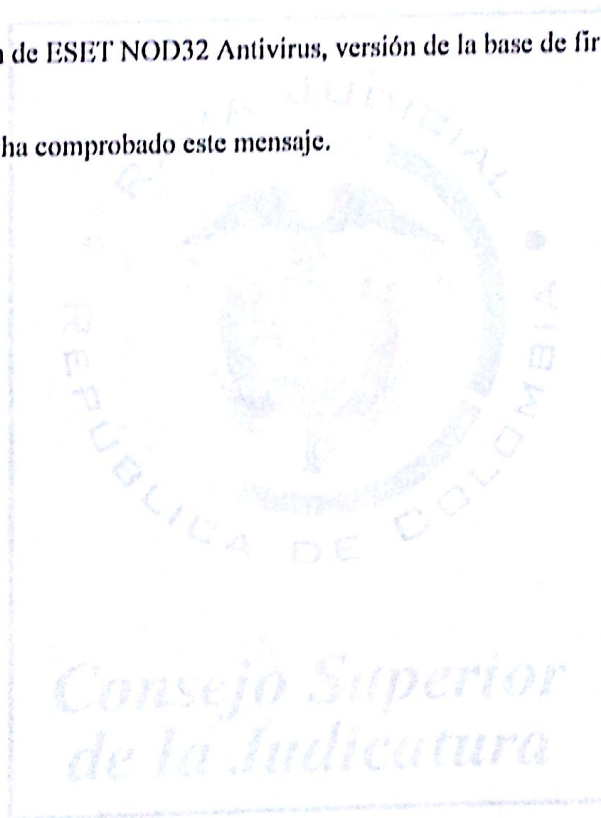 de ESET NOD32 Antivirus, versión de la base de fir
ha comprobado este mensaje.
JUDICIAL
REPÚBLICA DE COLOMBIA
Consejo Superior
de la Judicatura